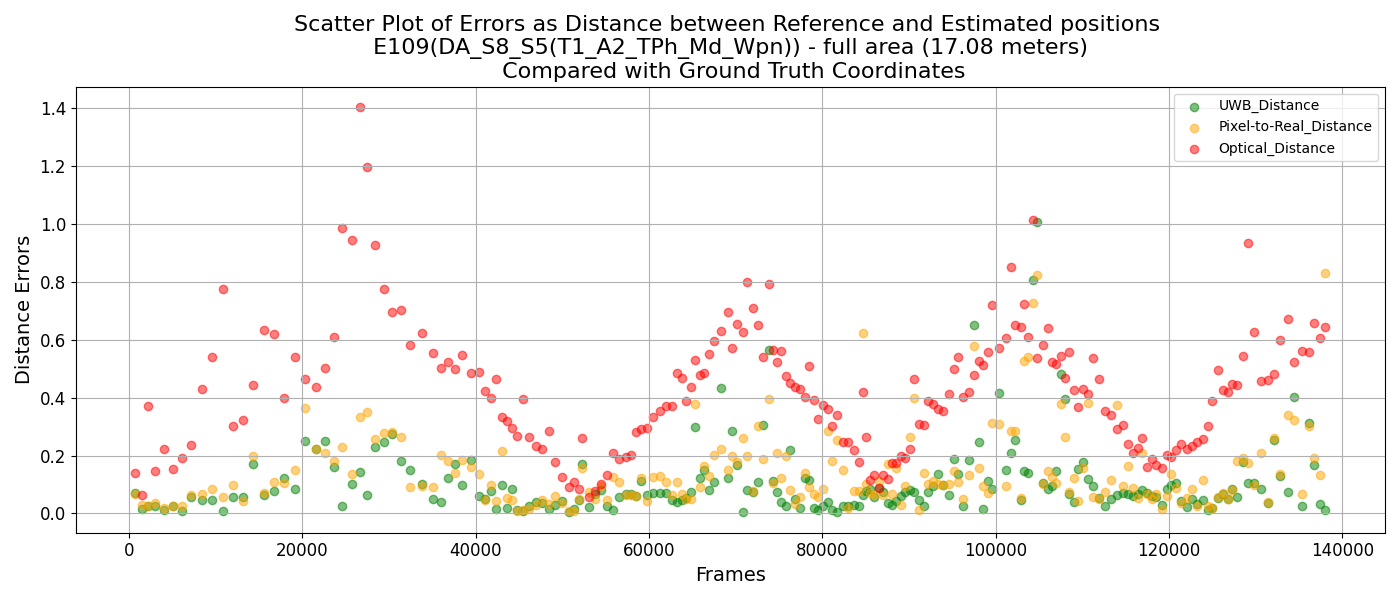 Scatter Plot of Errors as Distance between Reference and Estimated positions
E109(DA_S8_S5(T1_A2_TPh_Md_Wpn)) - full area (17.08 meters)
Compared with Ground Truth Coordinates
UWB_Distance
Pixel-to-Real_Distance
Optical_Distance
Distance Errors
1.4
1.2
1.0
0.8
0.6
0.4
0.2
0.0
0 20000 40000 60000 80000 100000 120000 140000
Frames